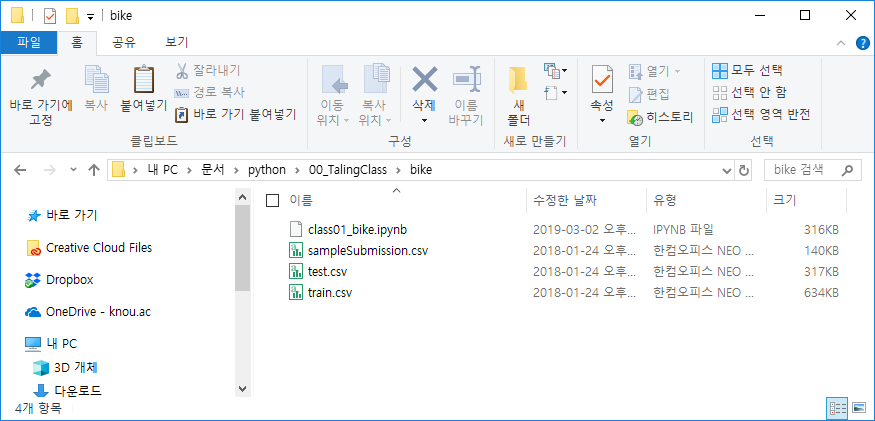 bike
파일 홈 공유 보기
바로 가기에 고정
복사
붙여넣기
잘라내기
경로 복사
바로 가기 붙여넣기
클립보드
이동 위치
복사 위치
삭제
이름 바꾸기
구성
새 폴더
새로 만들기
속성
열기
편집
히스토리
열기
모두 선택
선택 안 함
선택 영역 반전
선택
내 PC > 문서 > python > 00_TalingClass > bike
bike 검색
바로 가기
Creative Cloud Files
Dropbox
OneDrive - knou.ac
내 PC
3D 개체
다운로드
이름 수정한 날짜 유형 크기
class01_bike.ipynb 2019-03-02 오후... IPYNB 파일 316KB
sampleSubmission.csv 2018-01-24 오후... 한컴오피스 NEO ... 140KB
test.csv 2018-01-24 오후... 한컴오피스 NEO ... 317KB
train.csv 2018-01-24 오후... 한컴오피스 NEO ... 634KB
4개 항목